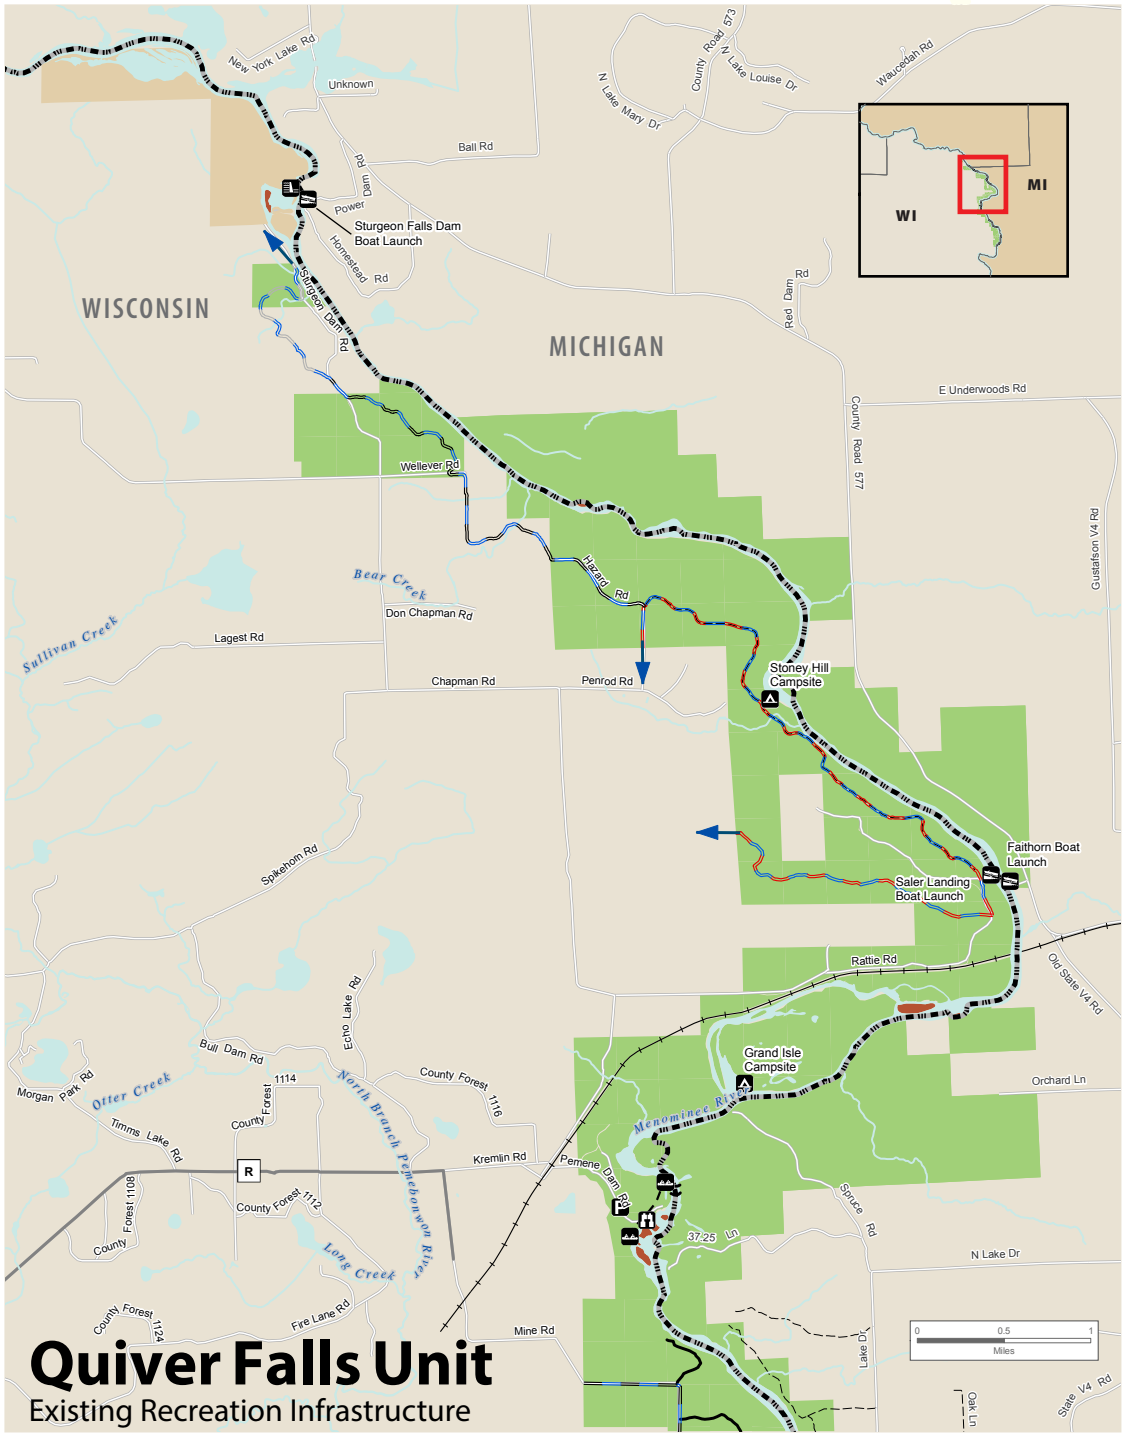 New York Lake Rd
Unknown
County Road 573
N Lake Louise Dr
N Lake Mary Dr
Waucedah Rd
Ball Rd
Power Dam Rd
Sturgeon Falls Dam
Boat Launch
Homestead Rd
Sturgeon Dam Rd
WI
MI
WISCONSIN
MICHIGAN
Red Dam Rd
E Underwoods Rd
County Road 577
Gustafson V4 Rd
Wellever Rd
Hazard Rd
Bear Creek
Don Chapman Rd
Sullivan Creek
Lagest Rd
Chapman Rd
Penrod Rd
Stoney Hill
Campsite
Faithorn Boat
Launch
Saler Landing
Boat Launch
Spikehorn Rd
Rattie Rd
Old State V4 Rd
Echo Lake Rd
Bull Dam Rd
Grand Isle
Campsite
Menominee River
Orchard Ln
Morgan Park Rd
Otter Creek
County Forest 1114
County Forest 1116
North Branch Pemebonwon River
Timms Lake Rd
R
Kremlin Rd
Pemene Dam Rd
P
County Forest 1108
County Forest 1112
Spruce Rd
37.25 Ln
N Lake Dr
Long Creek
Fire Lane Rd
County Forest 1124
Mine Rd
Lake Dr
0 0.5 1
Miles
Oak Ln
State V4 Rd
Quiver Falls Unit
Existing Recreation Infrastructure